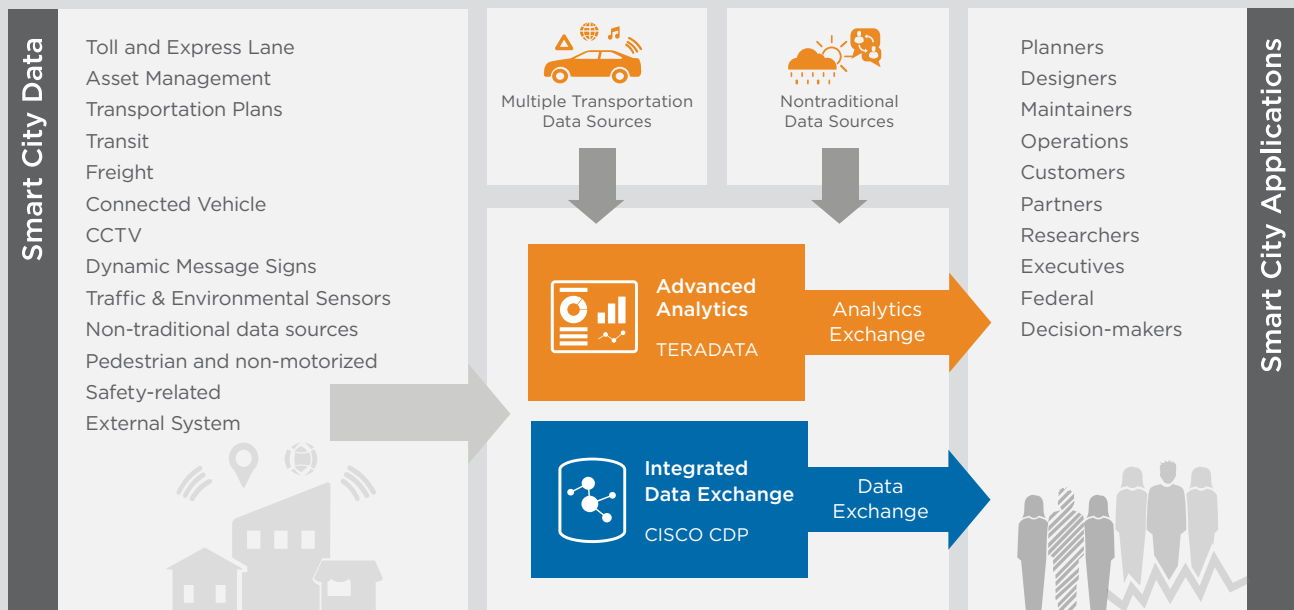 Smart City Data
Toll and Express Lane
Asset Management
Transportation Plans
Transit
Freight
Connected Vehicle
CCTV
Dynamic Message Signs
Traffic & Environmental Sensors
Non-traditional data sources
Pedestrian and non-motorized
Safety-related
External System
Multiple Transportation
Data Sources
Nontraditional
Data Sources
Advanced
Analytics
TERADATA
Analytics
Exchange
Integrated
Data Exchange
CISCO CDP
Data
Exchange
Planners
Designers
Maintainers
Operations
Customers
Partners
Researchers
Executives
Federal
Decision-makers
Smart City Applications